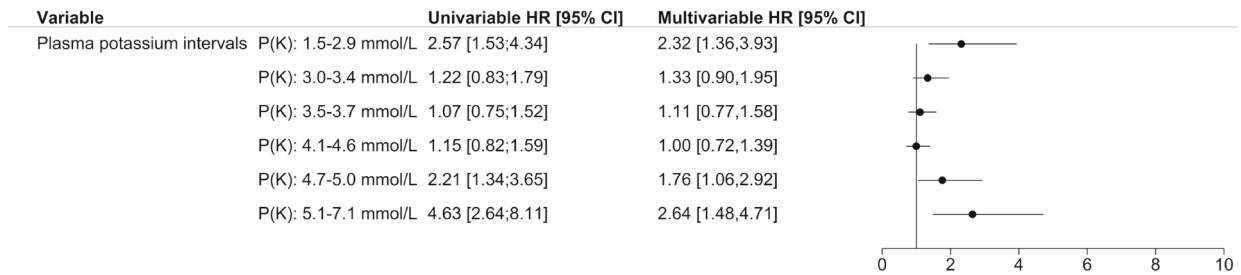 Variable Univariable HR [95% CI] Multivariable HR [95% CI]
Plasma potassium intervals P(K): 1.5-2.9 mmol/L 2.57 [1.53;4.34] 2.32 [1.36,3.93]
P(K): 3.0-3.4 mmol/L 1.22 [0.83;1.79] 1.33 [0.90,1.95]
P(K): 3.5-3.7 mmol/L 1.07 [0.75;1.52] 1.11 [0.77,1.58]
P(K): 4.1-4.6 mmol/L 1.15 [0.82;1.59] 1.00 [0.72,1.39]
P(K): 4.7-5.0 mmol/L 2.21 [1.34;3.65] 1.76 [1.06,2.92]
P(K): 5.1-7.1 mmol/L 4.63 [2.64;8.11] 2.64 [1.48,4.71]
0 2 4 6 8 10